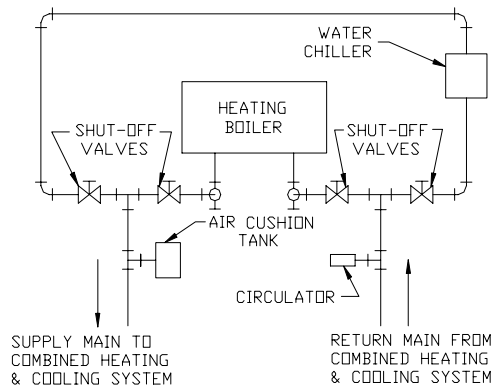 WATER
CHILLER
HEATING
BOILER
SHUT-OFF
VALVES
SHUT-OFF
VALVES
AIR CUSHION
TANK
CIRCULATOR
SUPPLY MAIN TO
COMBINED HEATING
& COOLING SYSTEM
RETURN MAIN FROM
COMBINED HEATING
& COOLING SYSTEM